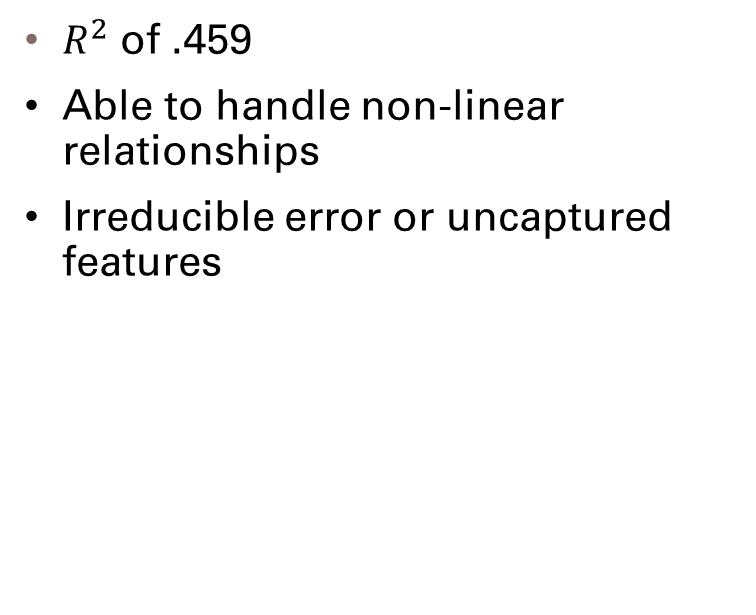 • R² of .459
• Able to handle non-linear
relationships
• Irreducible error or uncaptured
features